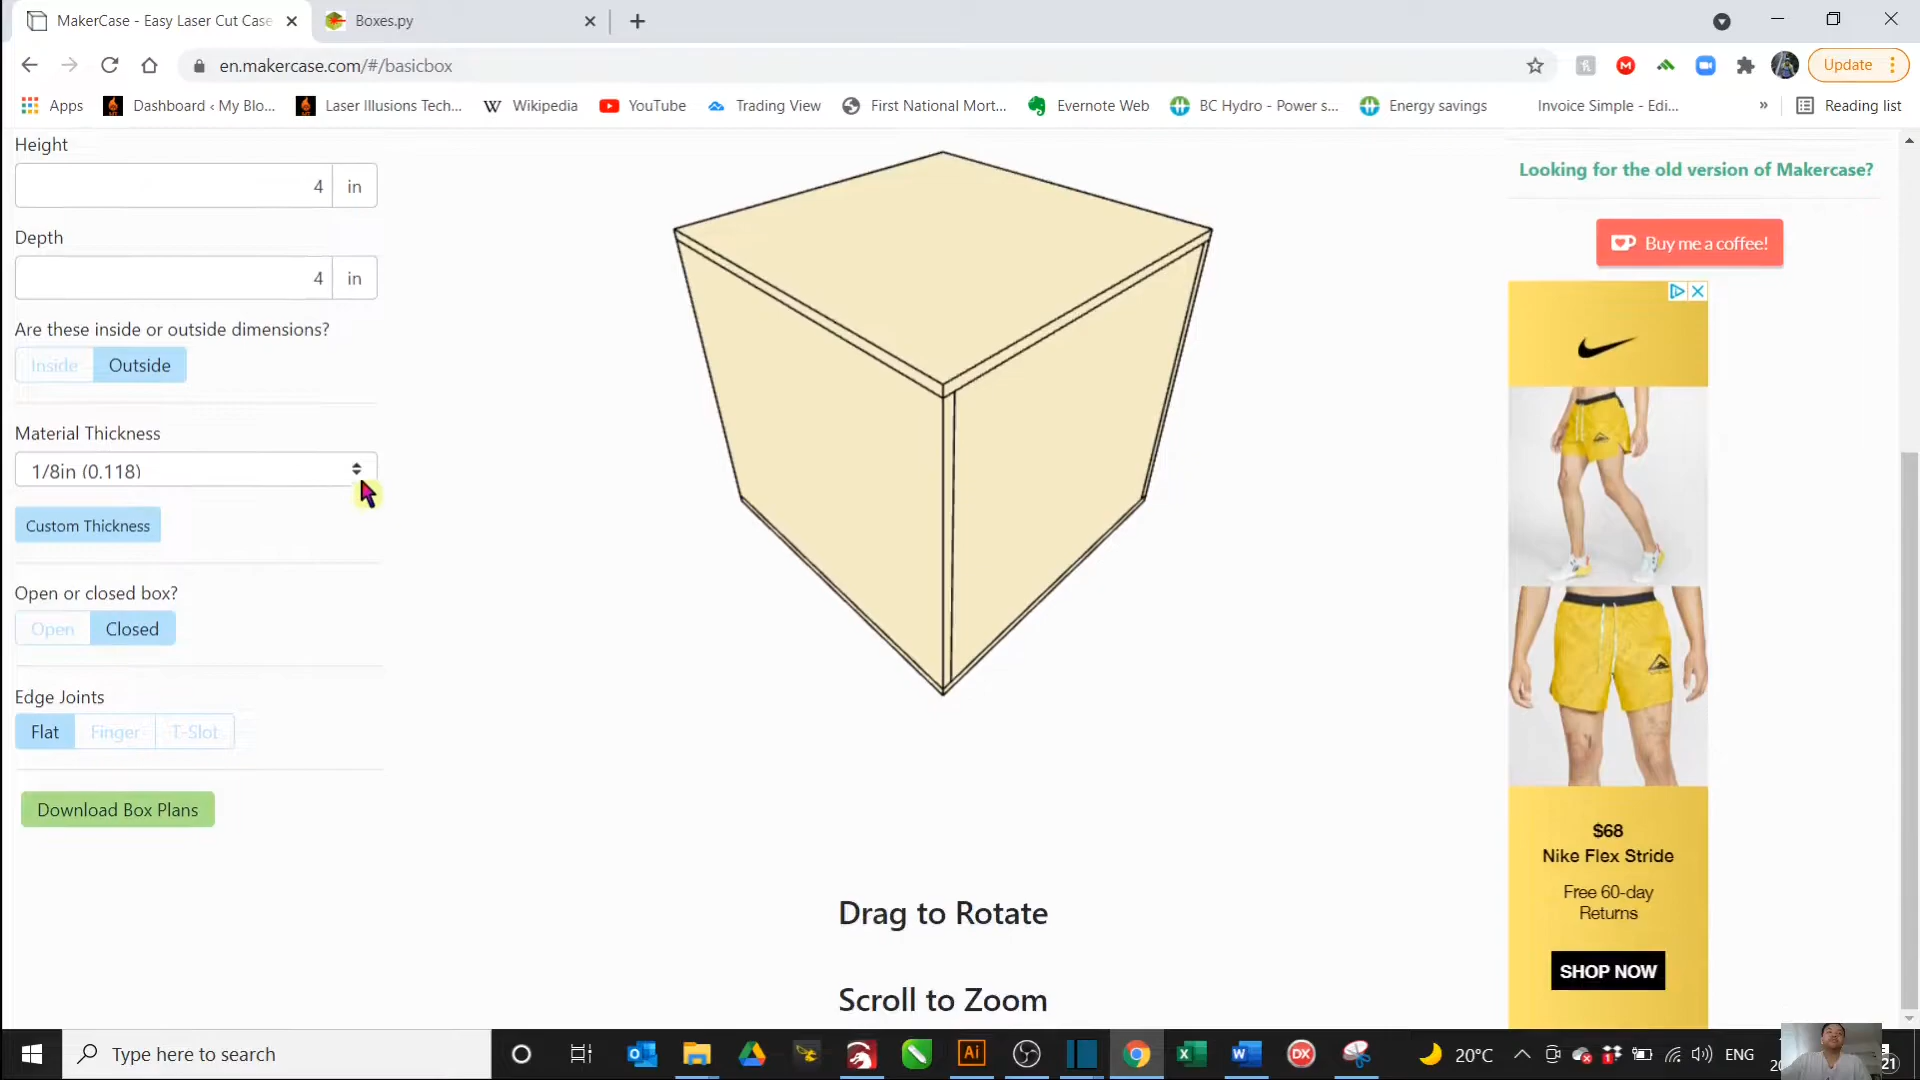 MakerCase - Easy Laser Cut Case
Boxes.py
en.makercase.com/#/basicbox
Update
Apps
Dashboard ‹ My Blo...
Laser Illusions Tech...
Wikipedia
YouTube
Trading View
First National Mort...
Evernote Web
BC Hydro - Power s...
Energy savings
Invoice Simple - Edi...
»
Reading list
Height
4 in
Depth
4 in
Are these inside or outside dimensions?
Inside Outside
Material Thickness
1/8in (0.118)
Custom Thickness
Open or closed box?
Open Closed
Edge Joints
Flat Finger T-Slot
Download Box Plans
Drag to Rotate
Scroll to Zoom
Looking for the old version of Makercase?
Buy me a coffee!
$68
Nike Flex Stride
Free 60-day
Returns
SHOP NOW
Type here to search
20°C
ENG